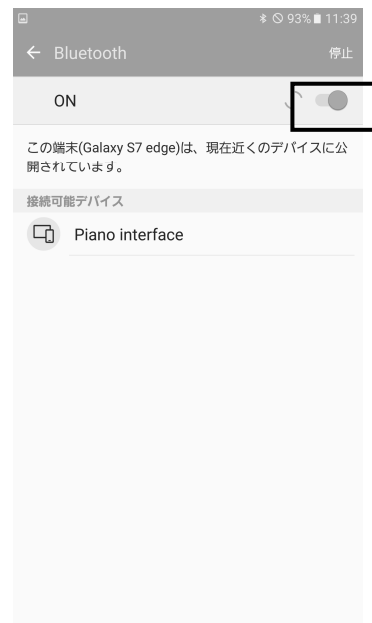 93% 11:39
Bluetooth 停止
ON
この端末(Galaxy S7 edge)は、現在近くのデバイスに公
開されています。
接続可能デバイス
Piano interface